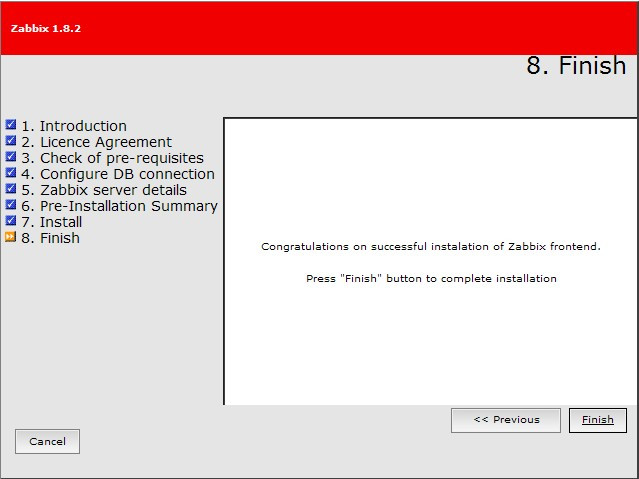 Zabbix 1.8.2
8. Finish
1. Introduction
2. Licence Agreement
3. Check of pre-requisites
4. Configure DB connection
5. Zabbix server details
6. Pre-Installation Summary
7. Install
8. Finish
Congratulations on successful instalation of Zabbix frontend.
Press "Finish" button to complete installation
<< Previous
Finish
Cancel